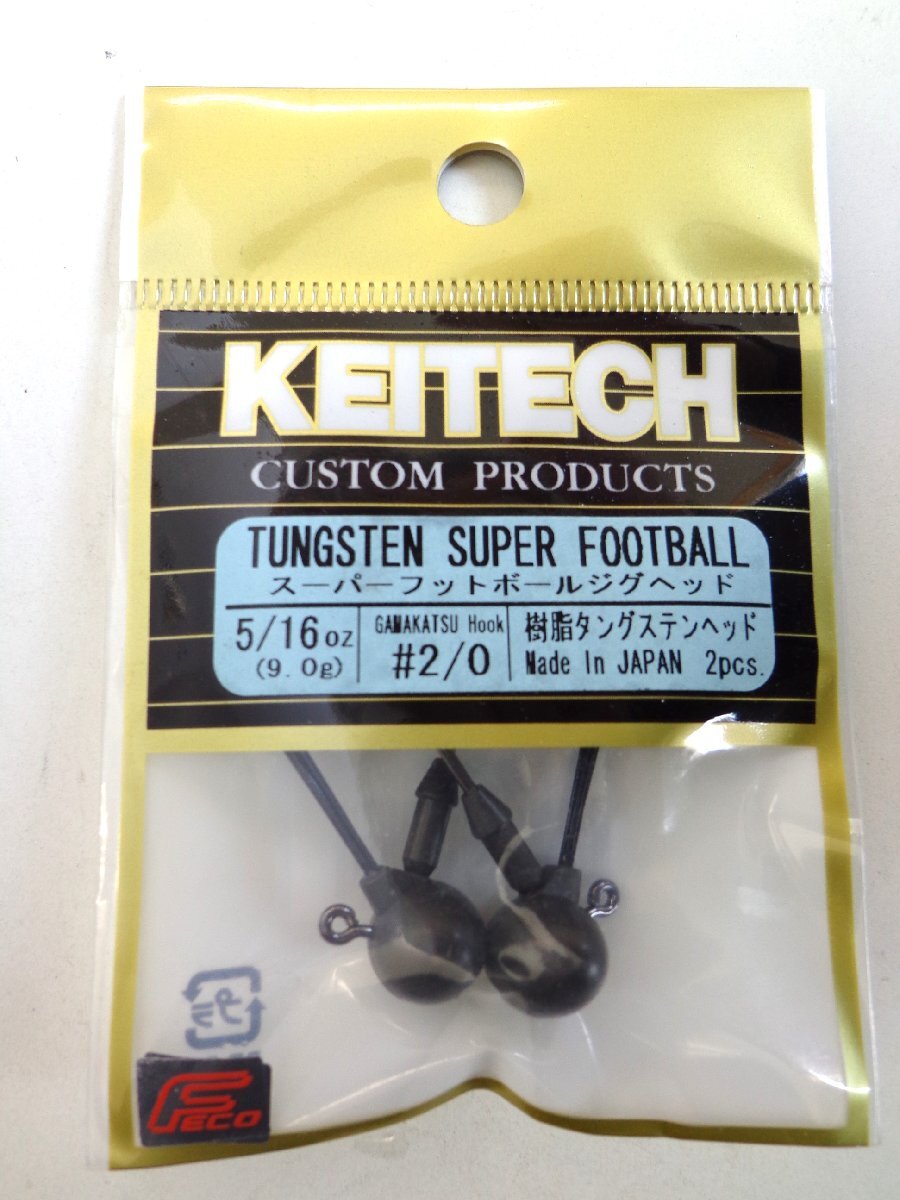 KEITECH
CUSTOM PRODUCTS
TUNGSTEN SUPER FOOTBALL
スーパーフットボールジグヘッド
5/16oz
(9.0g)
GAMAKATSU Hook
#2/0
樹脂タングステンヘッド
Made In JAPAN 2pcs.
プラ
FECO